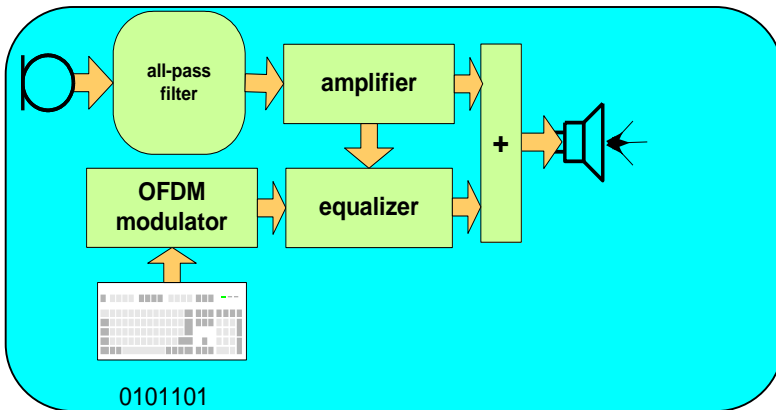 all-pass
filter
amplifier
+
OFDM
modulator
equalizer
0101101